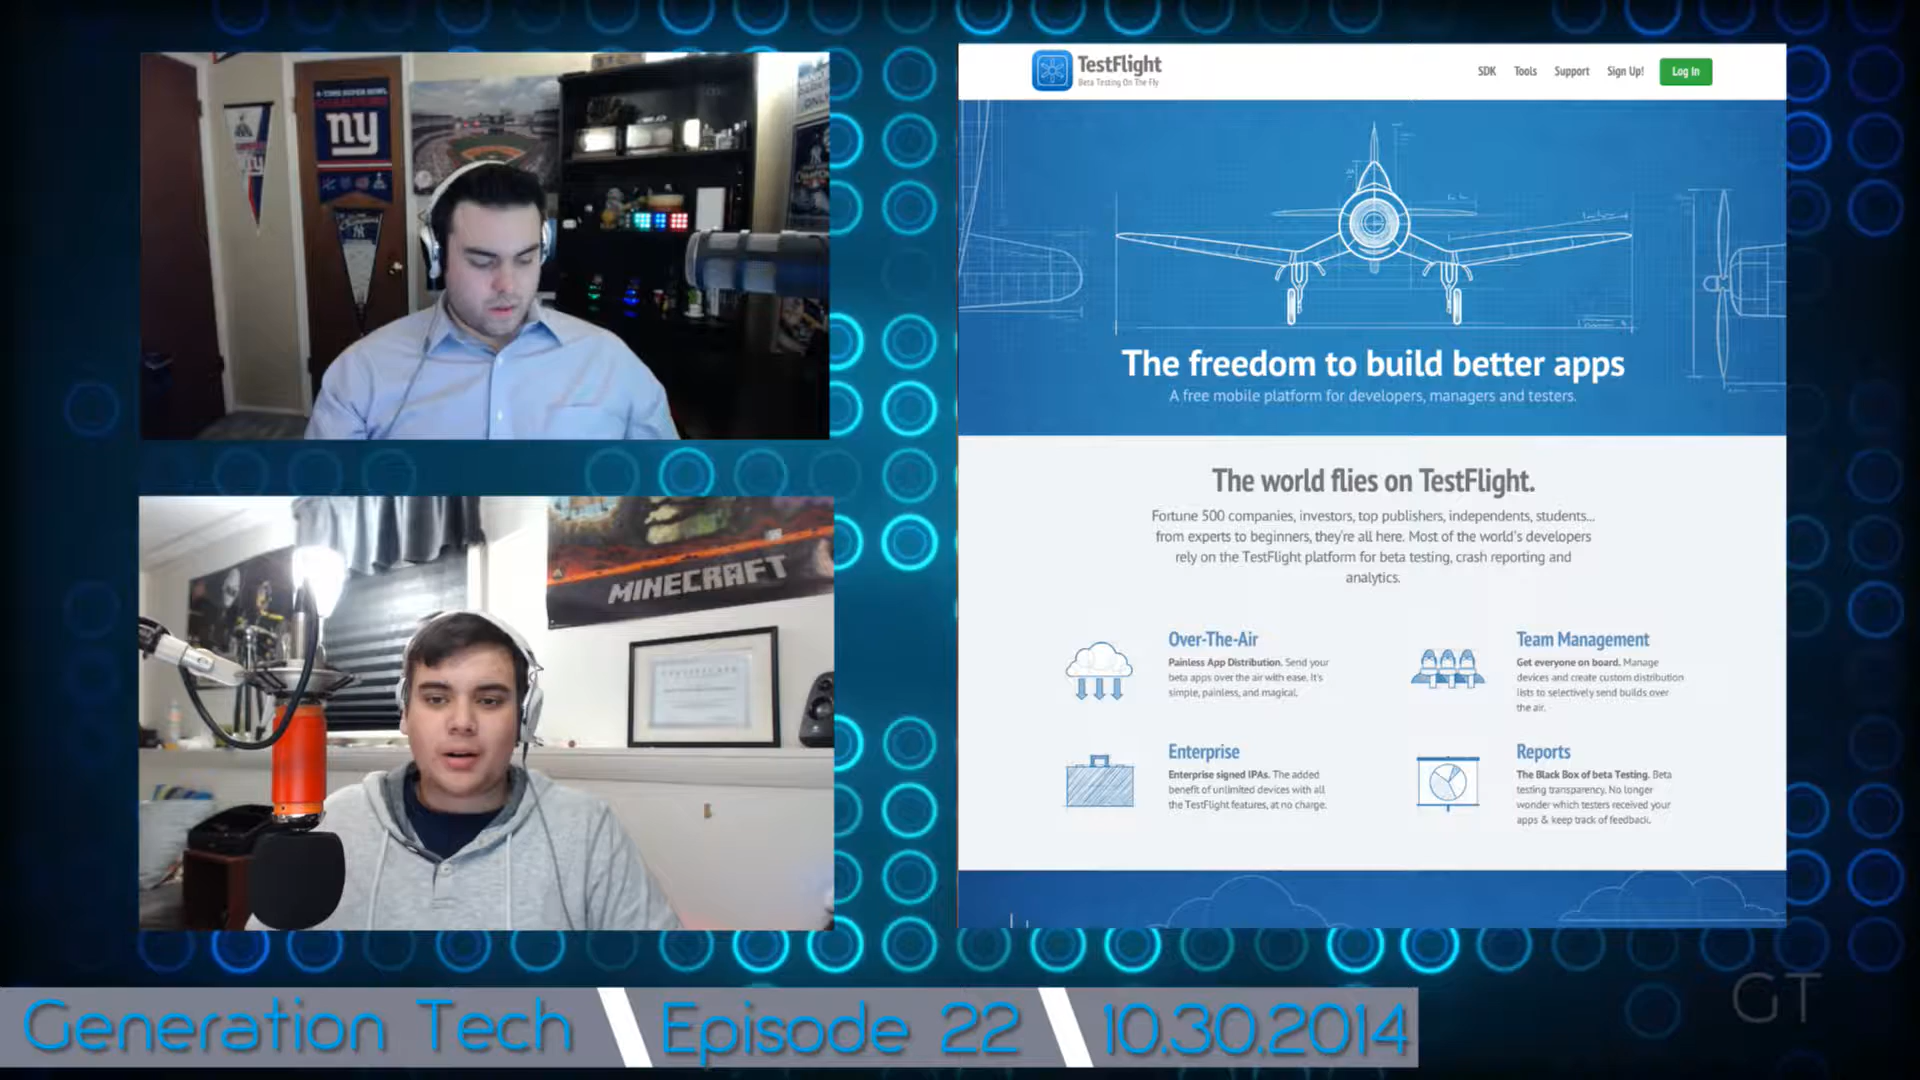 ny
MINECRAFT
TestFlight
Beta Testing On The Fly
SDK
Tools
Support
Sign Up!
Log In
The freedom to build better apps
A free mobile platform for developers, managers and testers.
The world flies on TestFlight.
Fortune 500 companies, investors, top publishers, independents, students...
from experts to beginners, they're all here. Most of the world's developers
rely on the TestFlight platform for beta testing, crash reporting and
analytics.
Over-The-Air
Painless App Distribution. Send your
beta apps over the air with ease. It's
simple, painless, and magical.
Team Management
Get everyone on board. Manage
devices and create custom distribution
lists to selectively send builds over
the air.
Enterprise
Enterprise signed IPAs. The added
benefit of unlimited devices with all
the TestFlight features, at no charge.
Reports
The Black Box of beta Testing. Beta
testing transparency. No longer
wonder which testers received your
apps & keep track of feedback.
GT
Generation Tech
Episode 22
10.30.2014